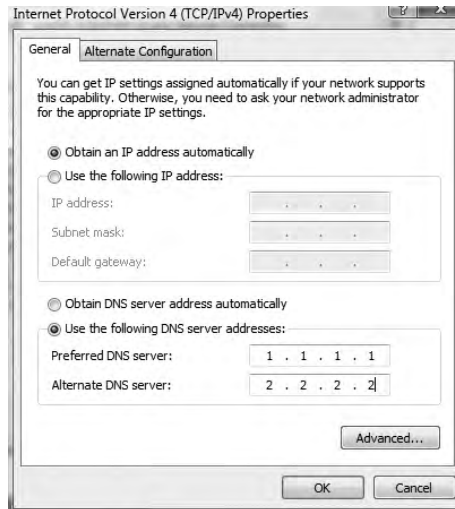 Internet Protocol Version 4 (TCP/IPv4) Properties
General
Alternate Configuration
You can get IP settings assigned automatically if your network supports
this capability. Otherwise, you need to ask your network administrator
for the appropriate IP settings.
Obtain an IP address automatically
Use the following IP address:
IP address:
. . .
Subnet mask:
. . .
Default gateway:
. . .
Obtain DNS server address automatically
Use the following DNS server addresses:
Preferred DNS server:
1 . 1 . 1 . 1
Alternate DNS server:
2 . 2 . 2 . 2
Advanced...
OK
Cancel